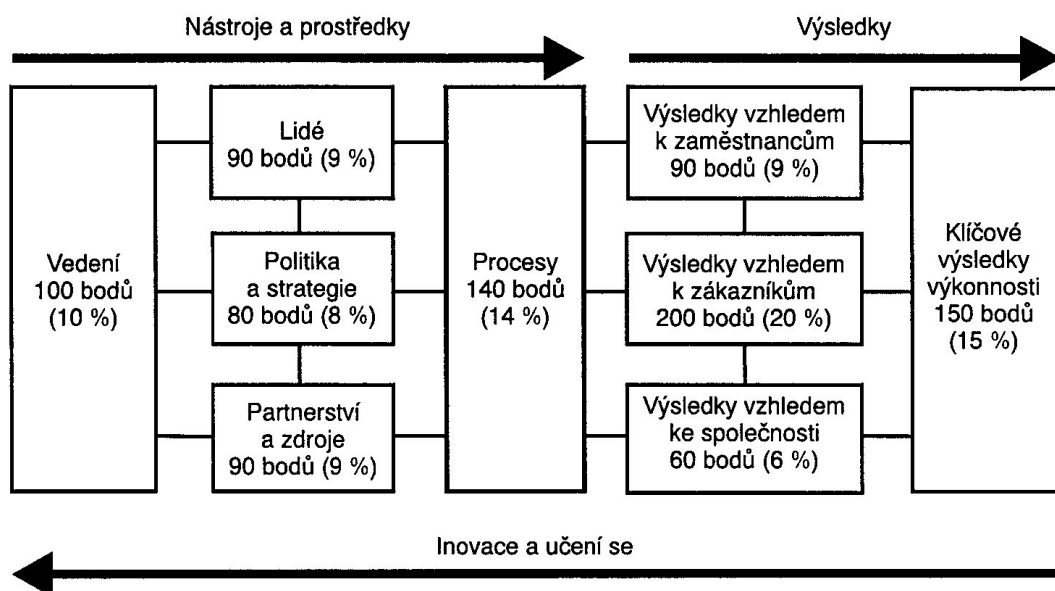 Nástroje a prostředky
Výsledky
Vedení
100 bodů
(10 %)
Lidé
90 bodů (9 %)
Politika
a strategie
80 bodů (8 %)
Partnerství
a zdroje
90 bodů (9 %)
Procesy
140 bodů
(14 %)
Výsledky vzhledem
k zaměstnancům
90 bodů (9 %)
Výsledky vzhledem
k zákazníkům
200 bodů (20 %)
Výsledky vzhledem
ke společnosti
60 bodů (6 %)
Klíčové
výsledky
výkonnosti
150 bodů
(15 %)
Inovace a učení se